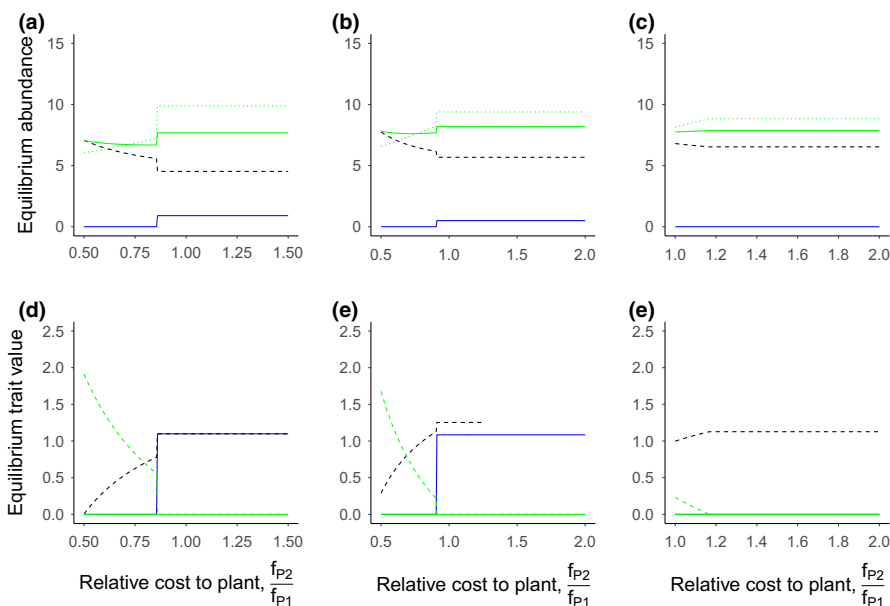 (a) (b) (c)
Equilibrium abundance
15
10
5
0
0.50 0.75 1.00 1.25 1.50
15
10
5
0
0.5 1.0 1.5 2.0
15
10
5
0
1.0 1.2 1.4 1.6 1.8 2.0
(d) (e) (e)
Equilibrium trait value
2.5
2.0
1.5
1.0
0.5
0.0
0.50 0.75 1.00 1.25 1.50
2.5
2.0
1.5
1.0
0.5
0.0
0.5 1.0 1.5 2.0
2.5
2.0
1.5
1.0
0.5
0.0
1.0 1.2 1.4 1.6 1.8 2.0
Relative cost to plant, fP2/fP1
Relative cost to plant, fP2/fP1
Relative cost to plant, fP2/fP1